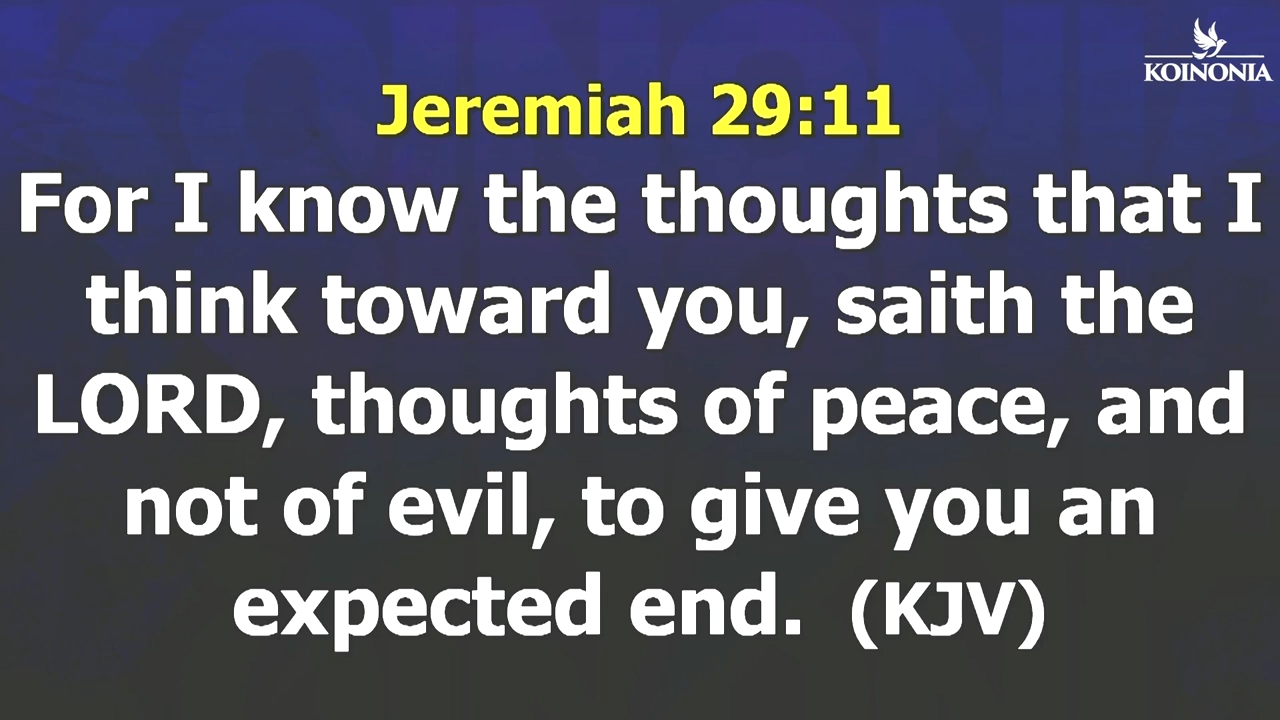 KOINONIA
Jeremiah 29:11
For I know the thoughts that I
think toward you, saith the
LORD, thoughts of peace, and
not of evil, to give you an
expected end. (KJV)